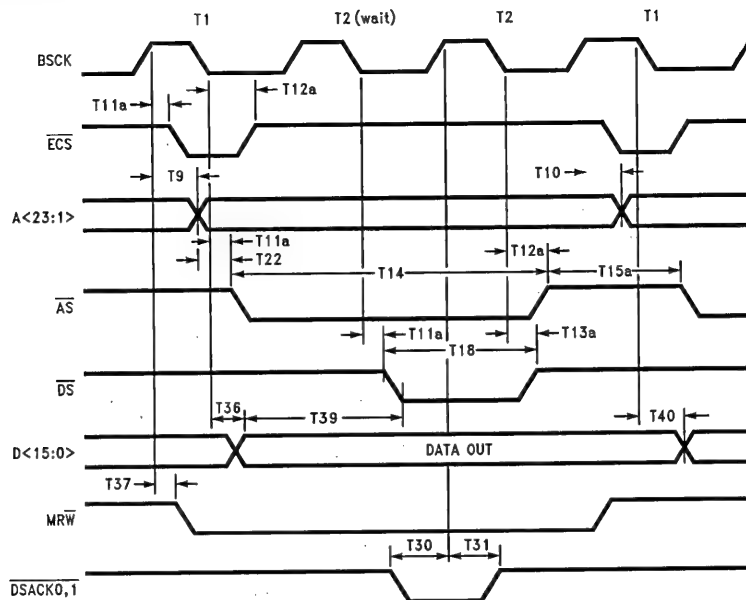 T1 T2 (wait) T2 T1
BSCK
T11a T12a
ECS
T9 T10
A<23:1>
T11a T12a
T22 T14 T15a
AS
T11a T13a
T18
DS
T36 T39 T40
D<15:0> DATA OUT
T37
MRW
T30 T31
DSACK0,1